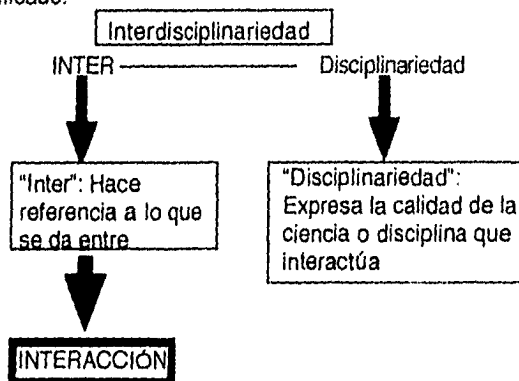 Interdisciplinariedad
INTER
Disciplinariedad
"Inter": Hace
referencia a lo que
se da entre
"Disciplinariedad":
Expresa la calidad de la
ciencia o disciplina que
interactúa
INTERACCIÓN